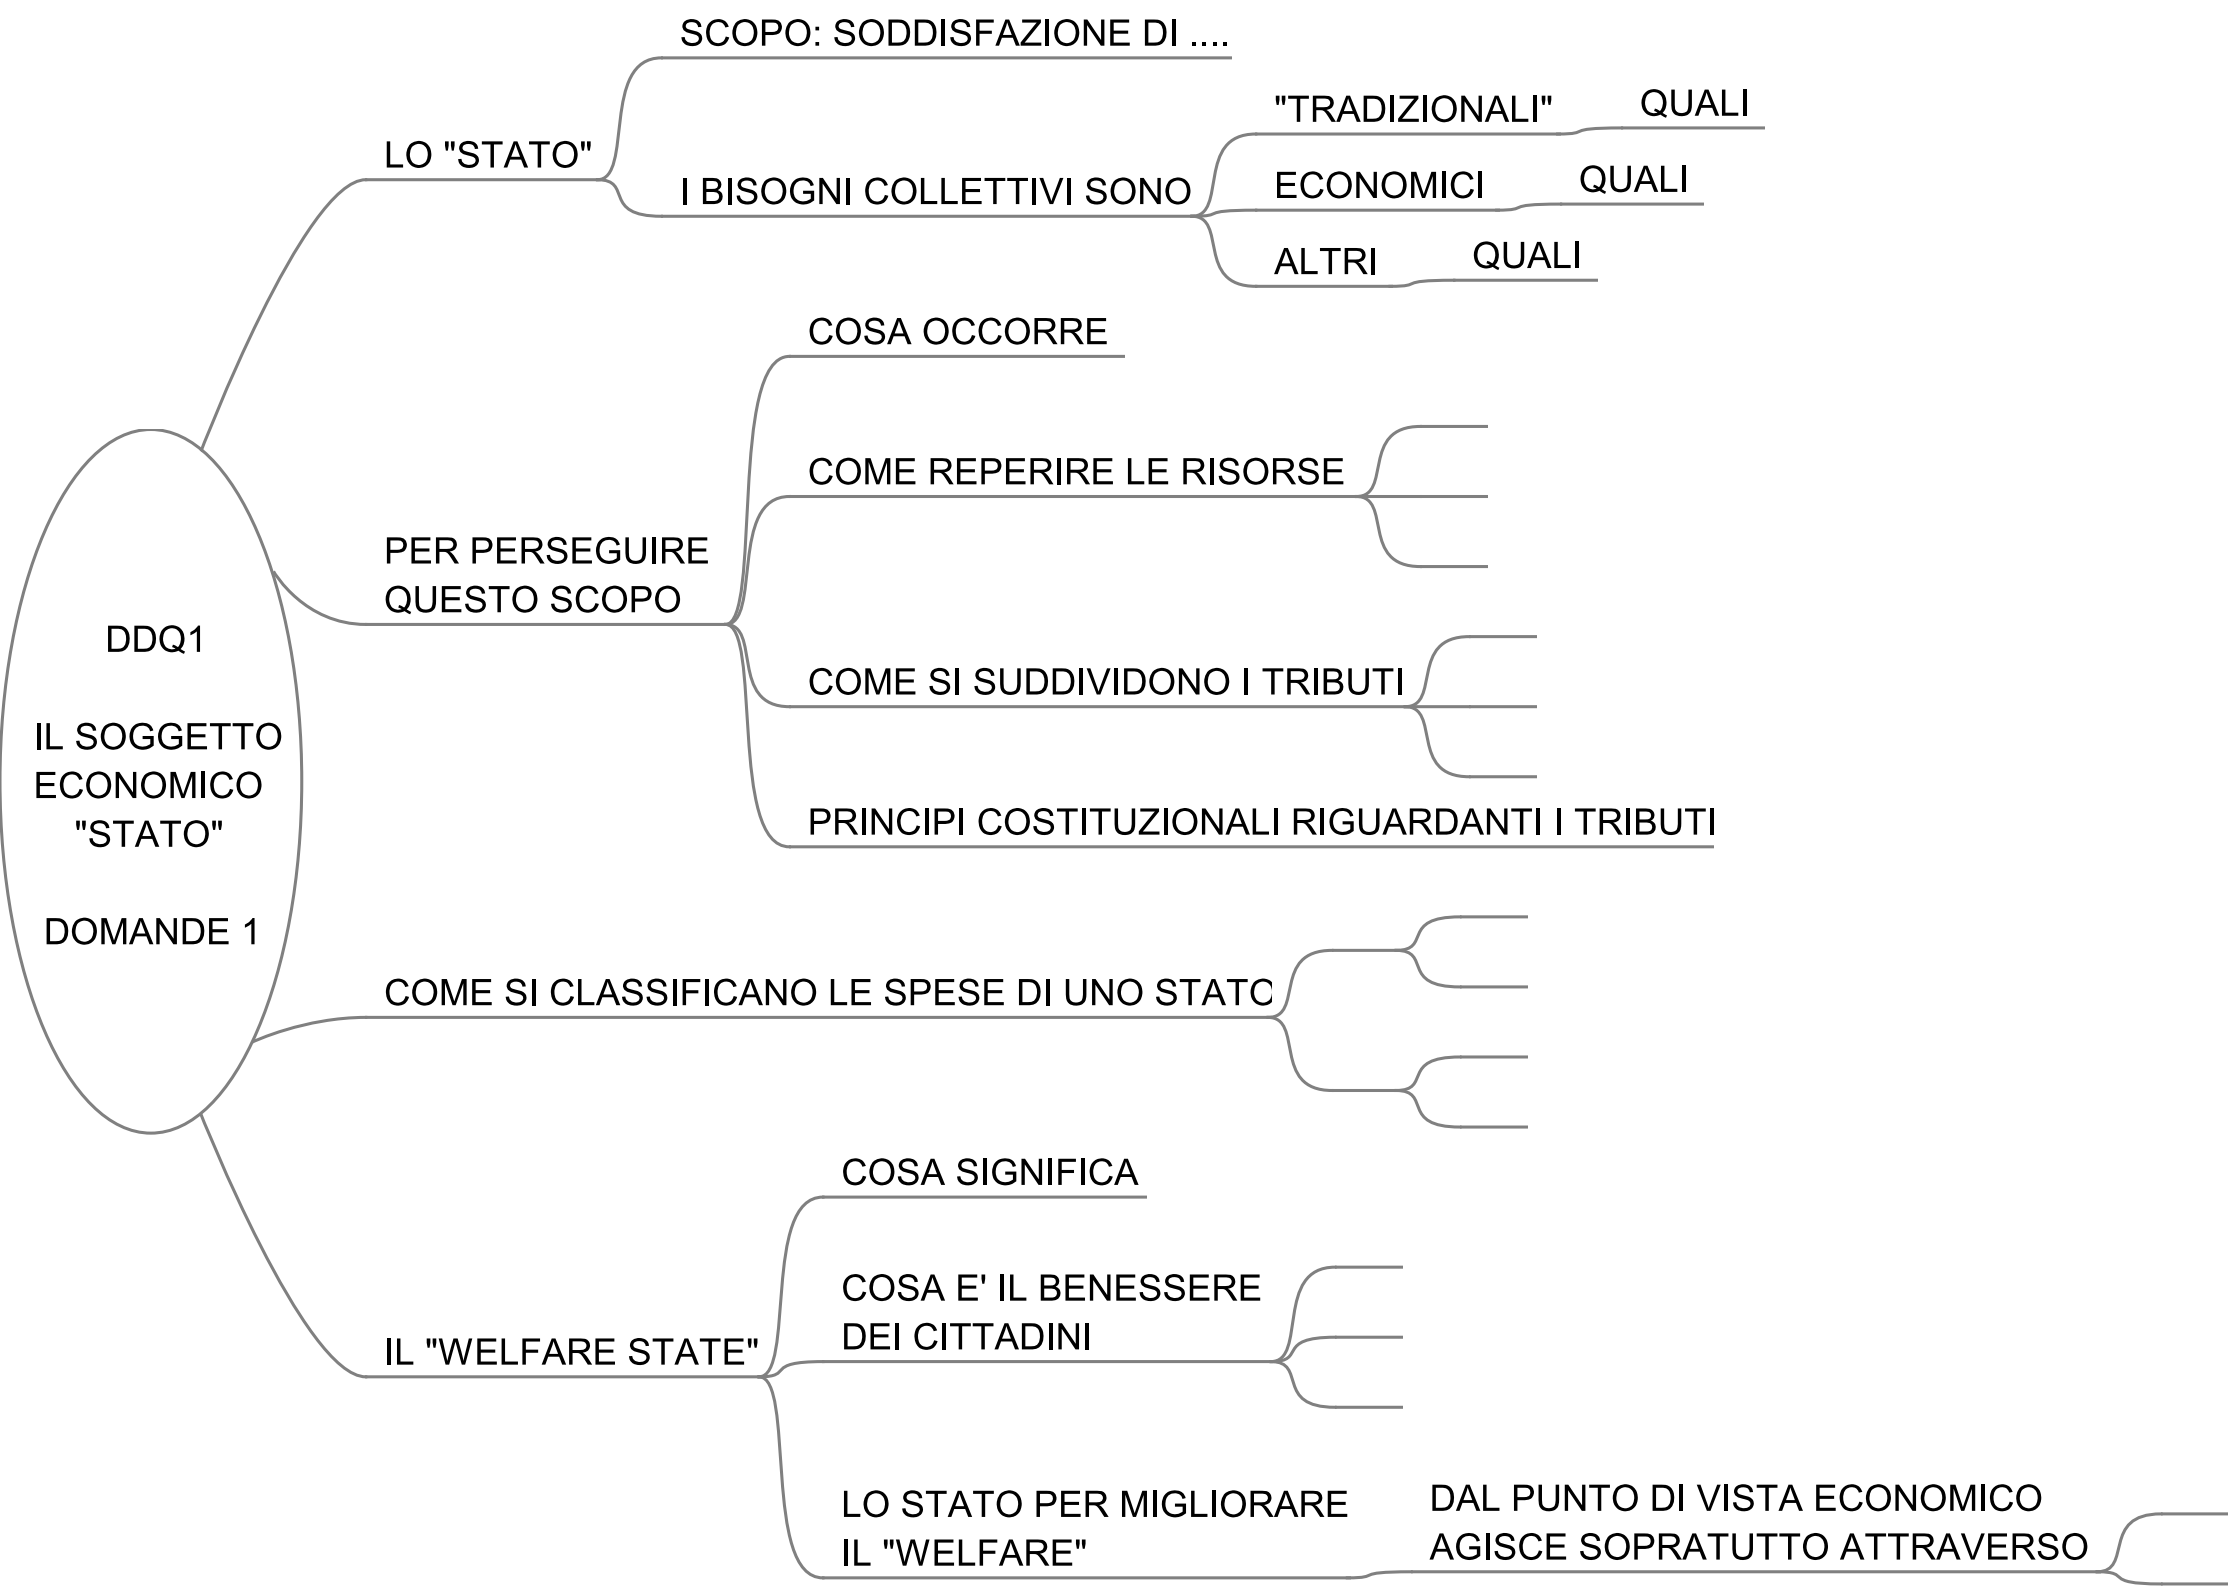 DDQ1
IL SOGGETTO
ECONOMICO
"STATO"
DOMANDE 1
LO "STATO"
SCOPO: SODDISFAZIONE DI ....
I BISOGNI COLLETTIVI SONO
"TRADIZIONALI"
QUALI
ECONOMICI
QUALI
ALTRI
QUALI
PER PERSEGUIRE
QUESTO SCOPO
COSA OCCORRE
COME REPERIRE LE RISORSE
COME SI SUDDIVIDONO I TRIBUTI
PRINCIPI COSTITUZIONALI RIGUARDANTI I TRIBUTI
COME SI CLASSIFICANO LE SPESE DI UNO STATO
IL "WELFARE STATE"
COSA SIGNIFICA
COSA E' IL BENESSERE
DEI CITTADINI
LO STATO PER MIGLIORARE
IL "WELFARE"
DAL PUNTO DI VISTA ECONOMICO
AGISCE SOPRATUTTO ATTRAVERSO